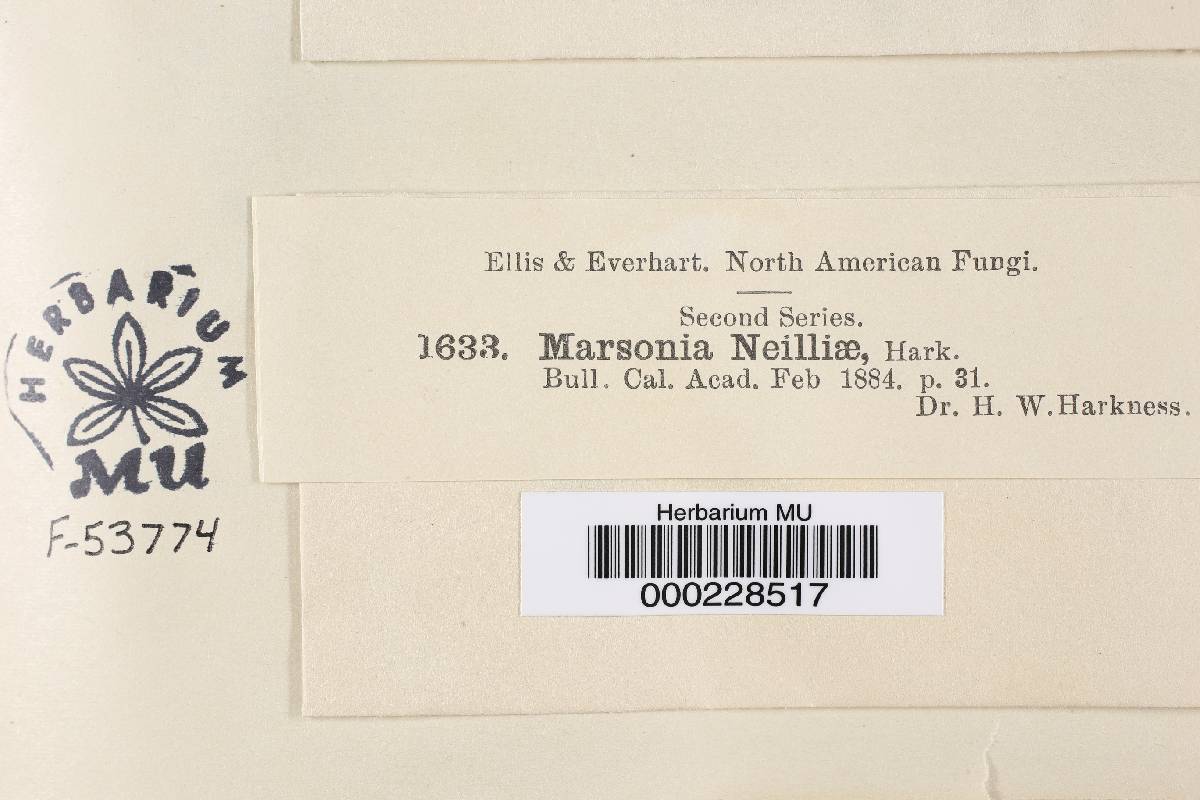 Ellis & Everhart. North American Fungi.
Second Series.
1633. Marsonia Neilliæ, Hark.
Bull. Cal. Acad. Feb 1884. p. 31.
Dr. H. W. Harkness.
HERBARIUM
MU
F-53774
Herbarium MU
000228517